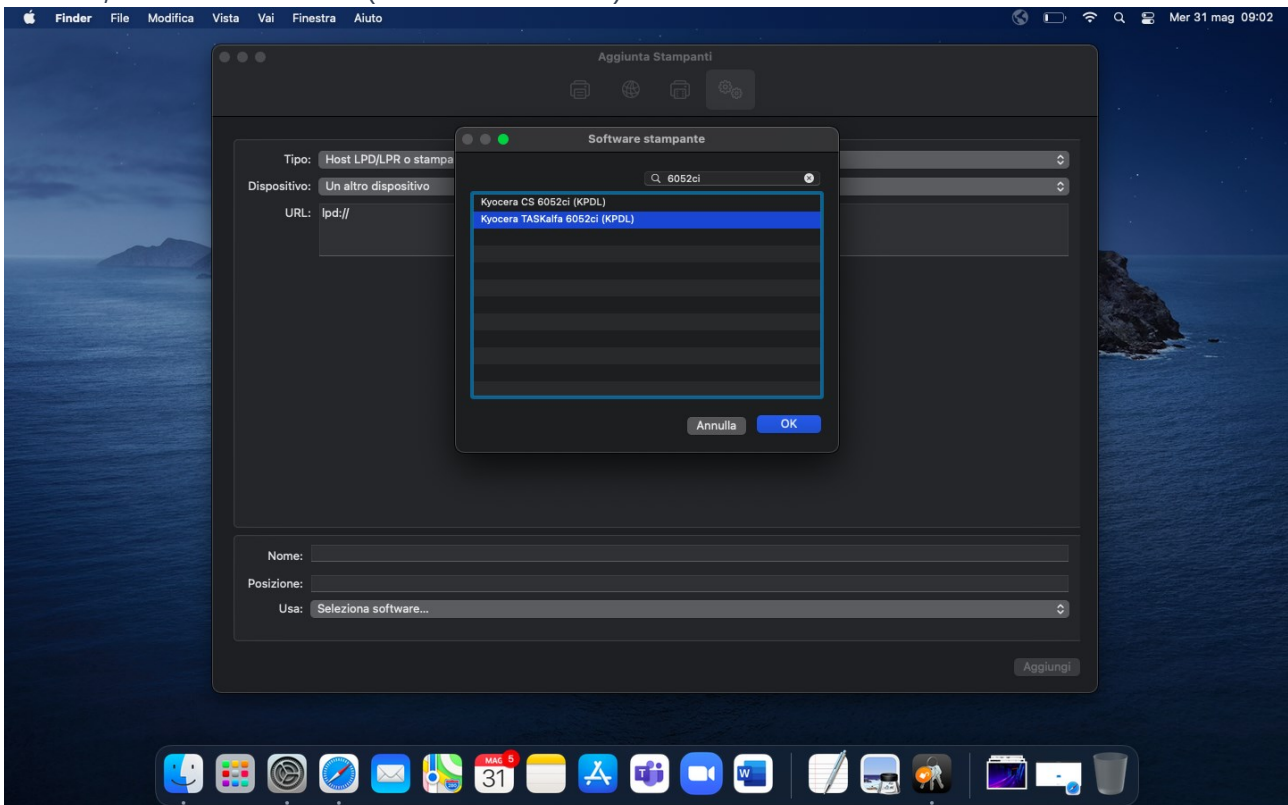 Finder File Modifica Vista Vai Finestra Aiuto Mer 31 mag 09:02
Aggiunta Stampanti
Software stampante
Tipo: Host LPD/LPR o stampa
6052ci
Dispositivo: Un altro dispositivo
Kyocera CS 6052ci (KPDL)
URL: lpd://
Kyocera TASKalfa 6052ci (KPDL)
Annulla OK
Nome:
Posizione:
Usa: Seleziona software...
Aggiungi
MAG 5
31
W